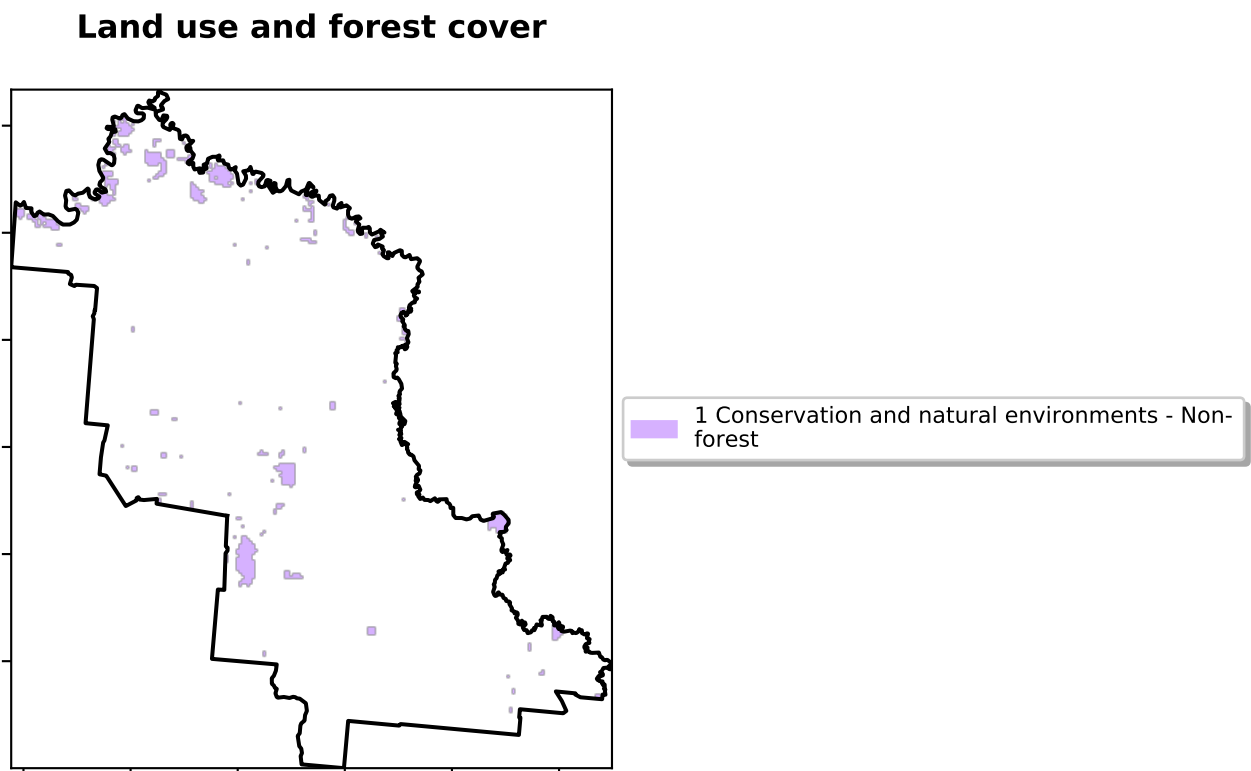 Land use and forest cover
1 Conservation and natural environments - Non-
forest